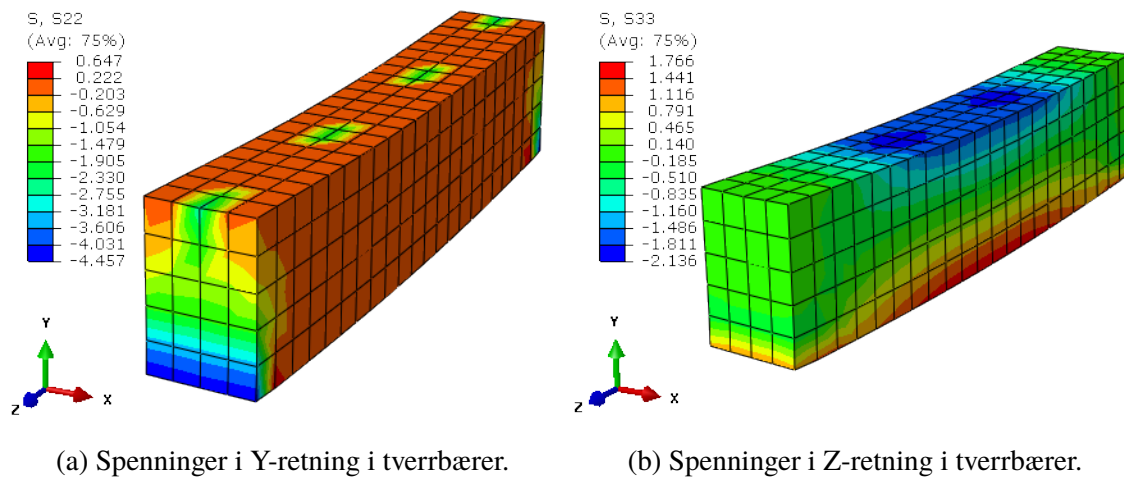 S, S22
(Avg: 75%)
0.647
0.222
-0.203
-0.629
-1.054
-1.479
-1.905
-2.330
-2.755
-3.181
-3.606
-4.031
-4.457
Y
Z
X
(a) Spenninger i Y-retning i tverrbærer.
S, S33
(Avg: 75%)
1.766
1.441
1.116
0.791
0.465
0.140
-0.185
-0.510
-0.835
-1.160
-1.486
-1.811
-2.136
Y
Z
X
(b) Spenninger i Z-retning i tverrbærer.